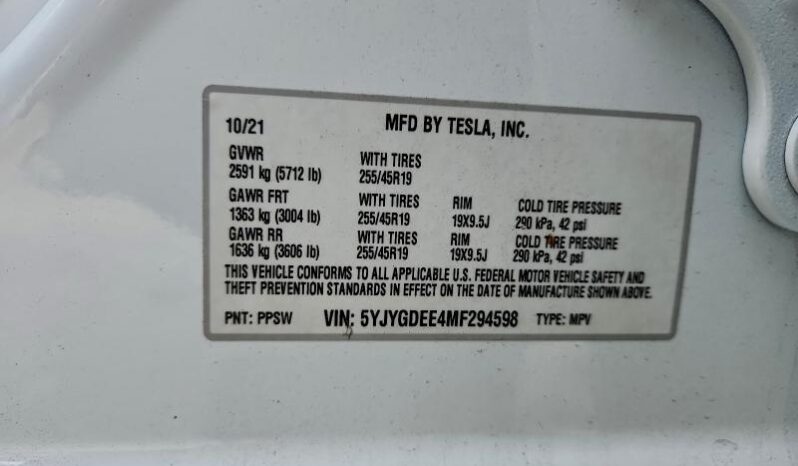 10/21 MFD BY TESLA, INC.
GVWR WITH TIRES
2591 kg (5712 lb) 255/45R19
GAWR FRT WITH TIRES RIM COLD TIRE PRESSURE
1363 kg (3004 lb) 255/45R19 19X9.5J 290 kPa, 42 psi
GAWR RR WITH TIRES RIM COLD TIRE PRESSURE
1636 kg (3606 lb) 255/45R19 19X9.5J 290 kPa, 42 psi
THIS VEHICLE CONFORMS TO ALL APPLICABLE U.S. FEDERAL MOTOR VEHICLE SAFETY AND
THEFT PREVENTION STANDARDS IN EFFECT ON THE DATE OF MANUFACTURE SHOWN ABOVE.
PNT: PPSW VIN: 5YJYGDEE4MF294598 TYPE: MPV